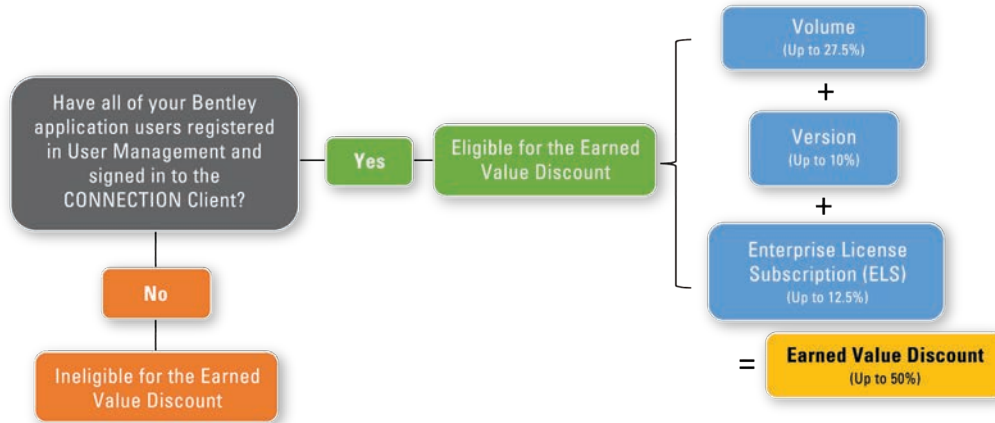 Have all of your Bentley
application users registered
in User Management and
signed in to the
CONNECTION Client?
Yes
Eligible for the Earned
Value Discount
No
Ineligible for the Earned
Value Discount
Volume
(Up to 27.5%)
+
Version
(Up to 10%)
+
Enterprise License
Subscription (ELS)
(Up to 12.5%)
= Earned Value Discount
(Up to 50%)